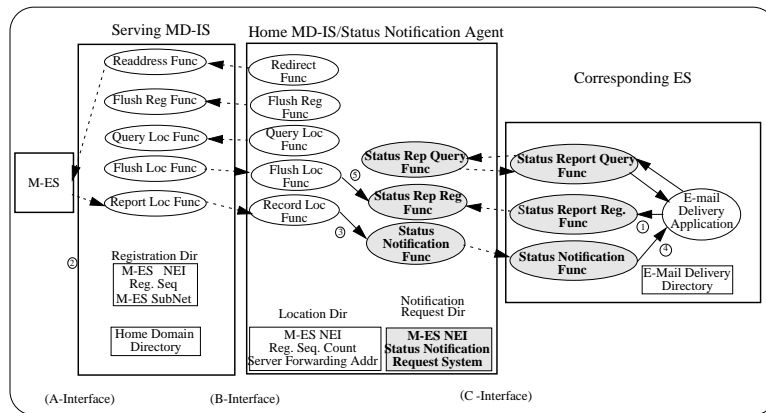 Serving MD-IS
Home MD-IS/Status Notification Agent
Corresponding ES
M-ES
Readdress Func
Flush Reg Func
Query Loc Func
Flush Loc Func
Report Loc Func
②
Registration Dir
M-ES NEI
Reg. Seq
M-ES SubNet
Home Domain
Directory
Redirect
Func
Flush Reg
Func
Query Loc
Func
Flush Loc
Func
Record Loc
Func
⑤
③
Status Rep Query
Func
Status Rep Reg
Func
Status
Notification
Func
Location Dir
M-ES NEI
Reg. Seq. Count
Server Forwarding Addr
Notification
Request Dir
M-ES NEI
Status Notification
Request System
Status Report Query
Func
Status Report Reg.
Func
Status Notification
Func
E-mail
Delivery
Application
①
④
E-Mail Delivery
Directory
(A-Interface)
(B-Interface)
(C -Interface)